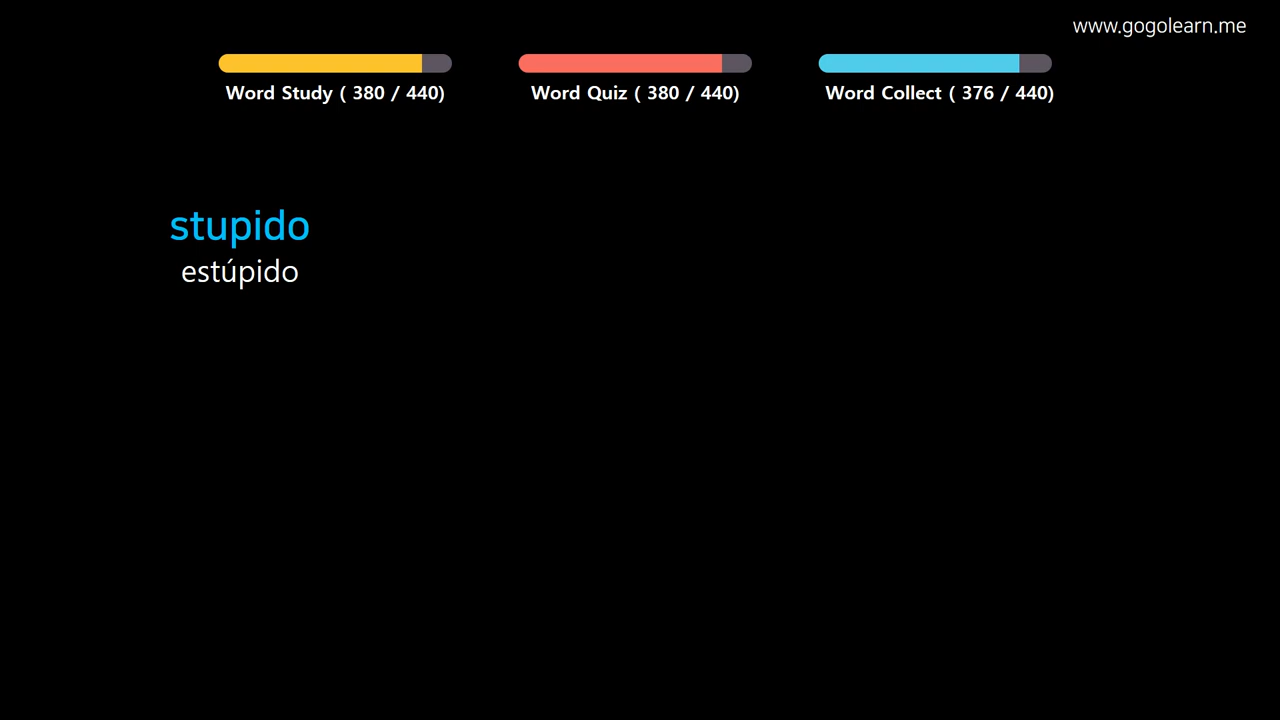 www.gogolearn.me
Word Study ( 380 / 440)
Word Quiz ( 380 / 440)
Word Collect ( 376 / 440)
stupido
estúpido